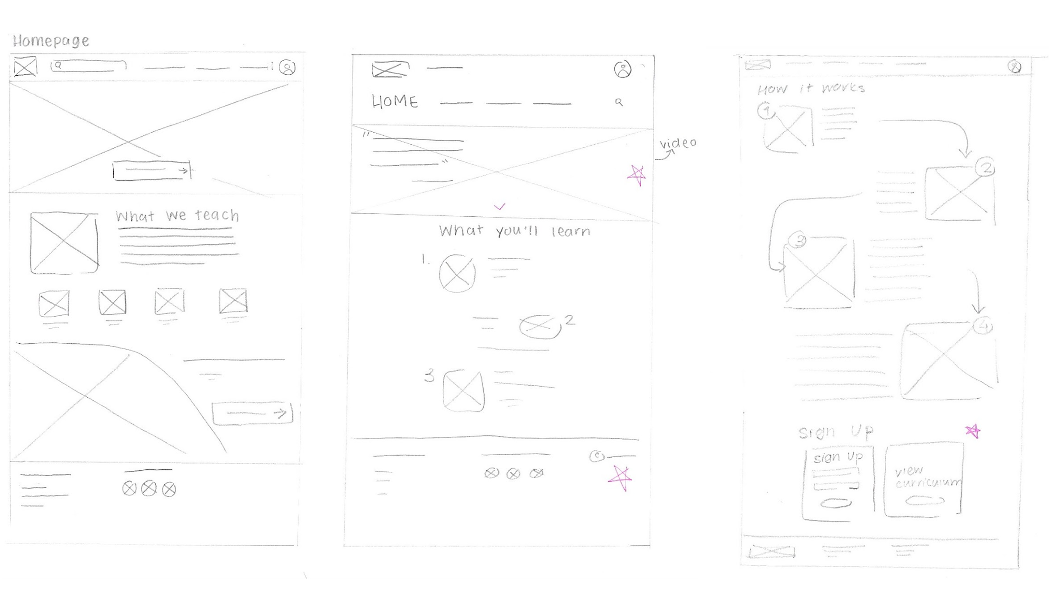 Homepage
What we teach
HOME
"
"
video
What you'll learn
1.
2
3
How it works
1
2
3
4
Sign Up
sign up
view
curriculum